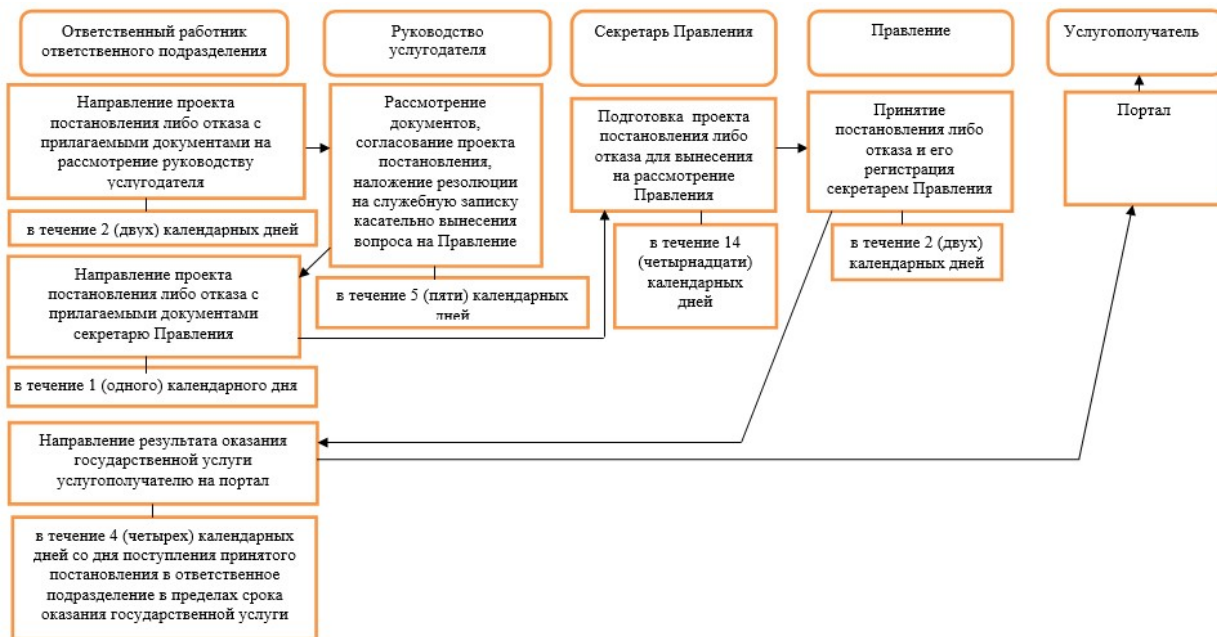 Ответственный работник
ответственного подразделения
Руководство
услугодателя
Секретарь Правления
Правление
Услугополучатель
Направление проекта
постановления либо отказа с
прилагаемыми документами на
рассмотрение руководству
услугодателя
в течение 2 (двух) календарных дней
Рассмотрение
документов,
согласование проекта
постановления,
наложение резолюции
на служебную записку
касательно вынесения
вопроса на Правление
в течение 5 (пяти) календарных
дней
Подготовка проекта
постановления либо
отказа для вынесения
на рассмотрение
Правления
в течение 14
(четырнадцати)
календарных
дней
Принятие
постановления либо
отказа и его
регистрация
секретарем Правления
в течение 2 (двух)
календарных дней
Портал
Направление проекта
постановления либо отказа с
прилагаемыми документами
секретарю Правления
в течение 1 (одного) календарного дня
Направление результата оказания
государственной услуги
услугополучателю на портал
в течение 4 (четырех) календарных
дней со дня поступления принятого
постановления в ответственное
подразделение в пределах срока
оказания государственной услуги